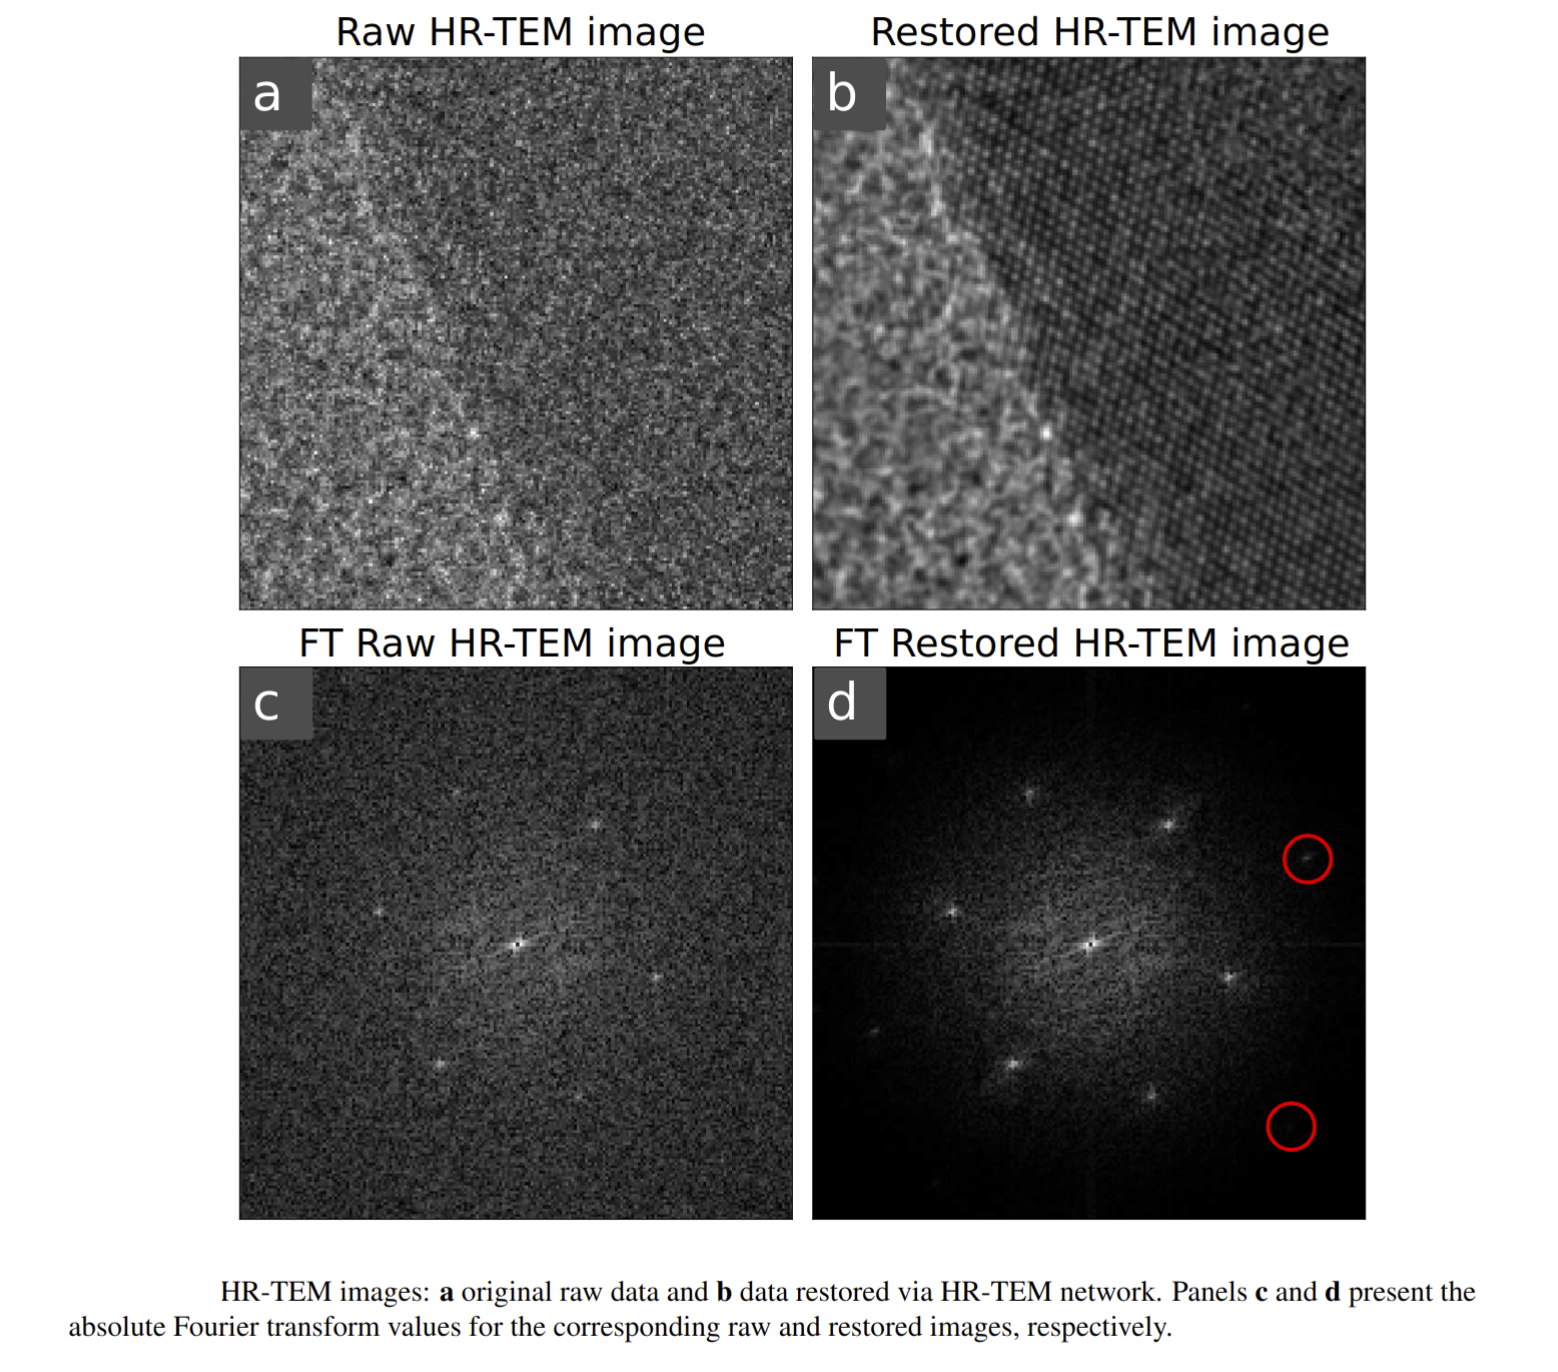 Raw HR-TEM image
Restored HR-TEM image
a
b
FT Raw HR-TEM image
FT Restored HR-TEM image
c
d
HR-TEM images: a original raw data and b data restored via HR-TEM network. Panels c and d present the
absolute Fourier transform values for the corresponding raw and restored images, respectively.